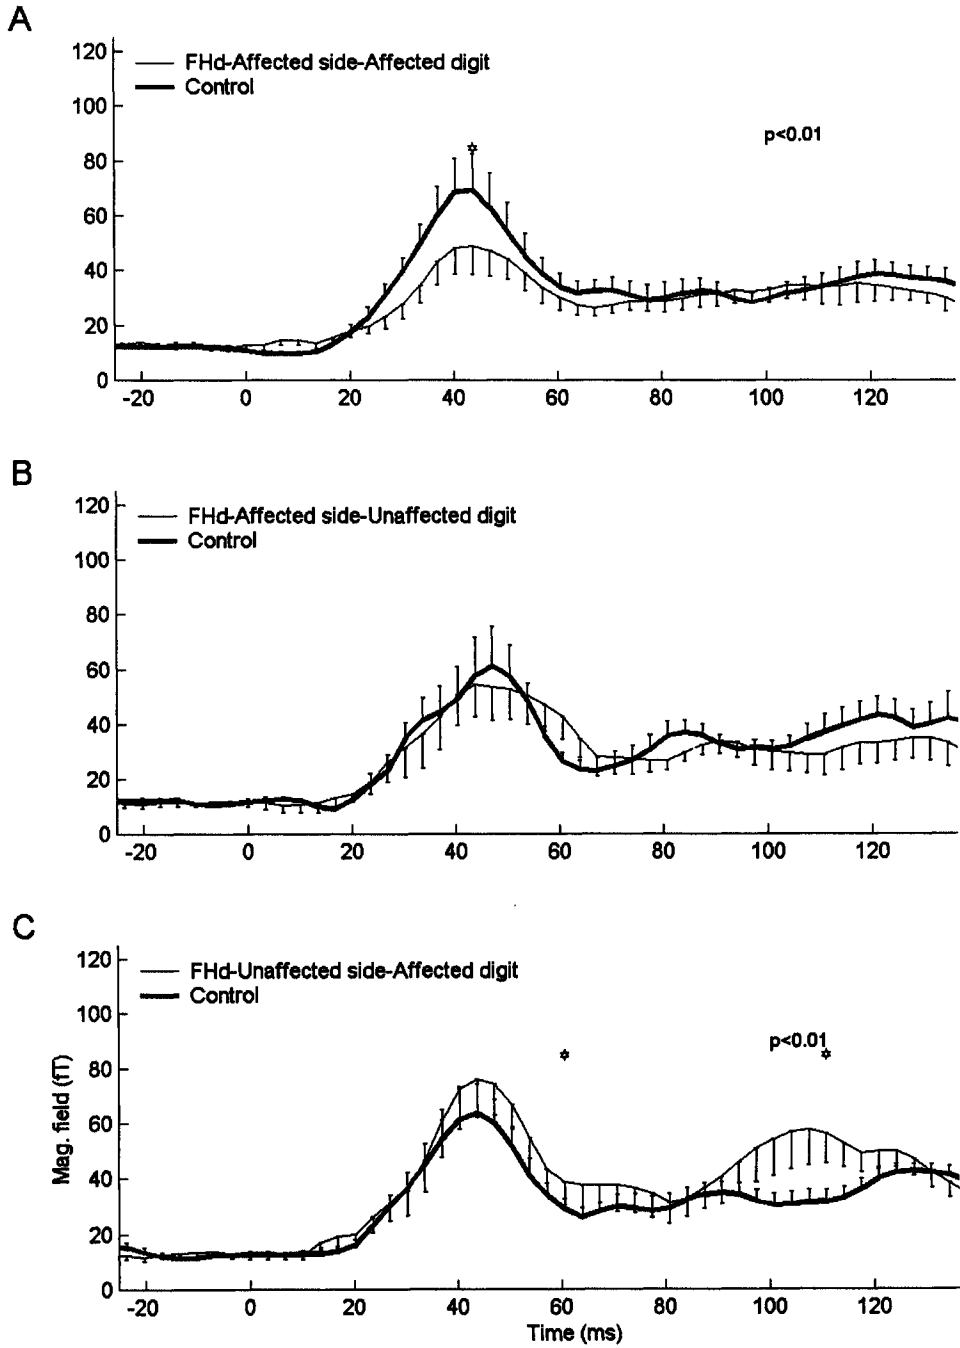 A
120
FHd-Affected side-Affected digit
Control
100
p<0.01
80
60
40
20
0
-20 0 20 40 60 80 100 120
B
120
FHd-Affected side-Unaffected digit
Control
100
80
60
40
20
0
-20 0 20 40 60 80 100 120
C
120
FHd-Unaffected side-Affected digit
Control
100
p<0.01
80
60
40
20
0
Mag. field (fT)
-20 0 20 40 60 80 100 120
Time (ms)